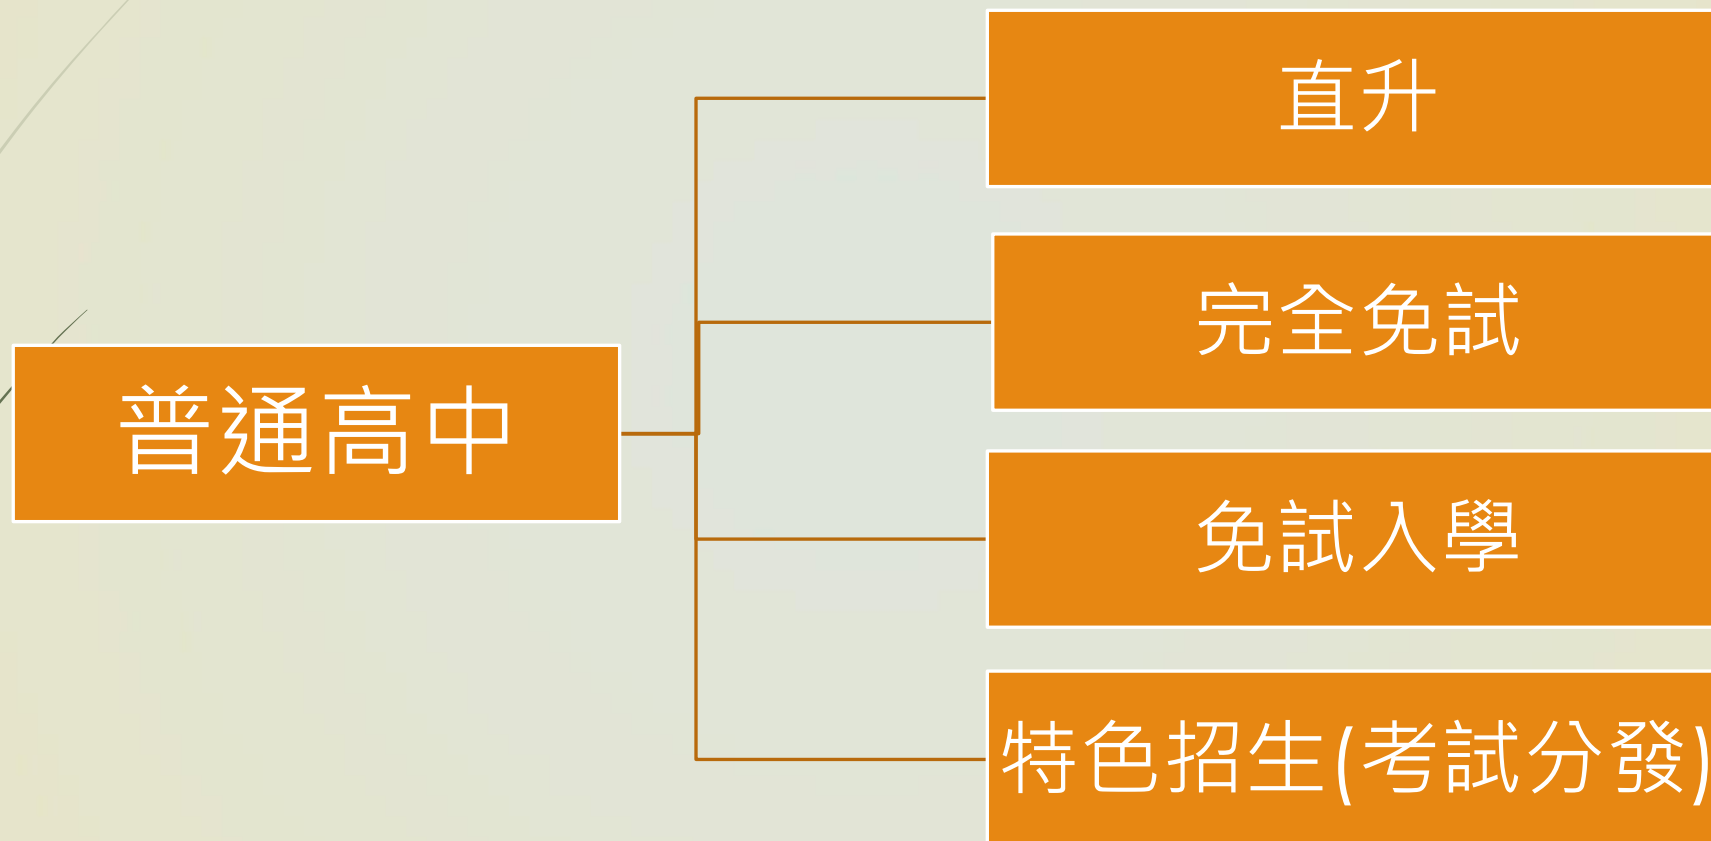 直升
完全免試
普通高中
免試入學
特色招生(考試分發)